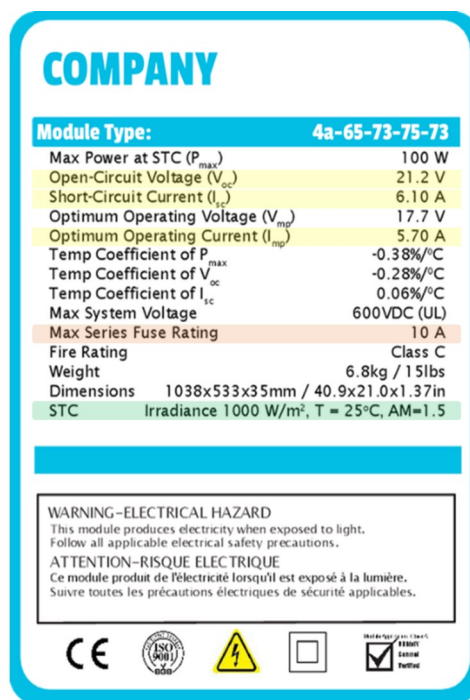 COMPANY
Module Type: 4a-65-73-75-73
Max Power at STC (Pmax) 100 W
Open-Circuit Voltage (Voc) 21.2 V
Short-Circuit Current (Isc) 6.10 A
Optimum Operating Voltage (Vmp) 17.7 V
Optimum Operating Current (Imp) 5.70 A
Temp Coefficient of Pmax -0.38%/°C
Temp Coefficient of Voc -0.28%/°C
Temp Coefficient of Isc 0.06%/°C
Max System Voltage 600VDC (UL)
Max Series Fuse Rating 10 A
Fire Rating Class C
Weight 6.8kg / 15lbs
Dimensions 1038x533x35mm / 40.9x21.0x1.37in
STC Irradiance 1000 W/m², T = 25°C, AM=1.5
WARNING-ELECTRICAL HAZARD
This module produces electricity when exposed to light.
Follow all applicable electrical safety precautions.
ATTENTION-RISQUE ELECTRIQUE
Ce module produit de l'électricité lorsqu'il est exposé à la lumière.
Suivre toutes les précautions électriques de sécurité applicables.
CE
ISO
9001